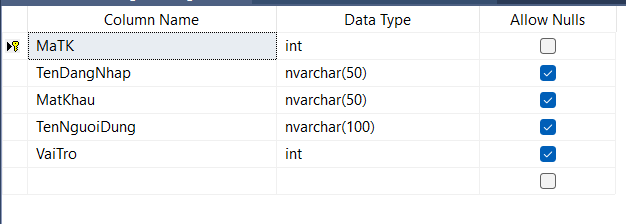 Column Name Data Type Allow Nulls
MaTK int
TenDangNhap nvarchar(50)
MatKhau nvarchar(50)
TenNguoiDung nvarchar(100)
VaiTro int